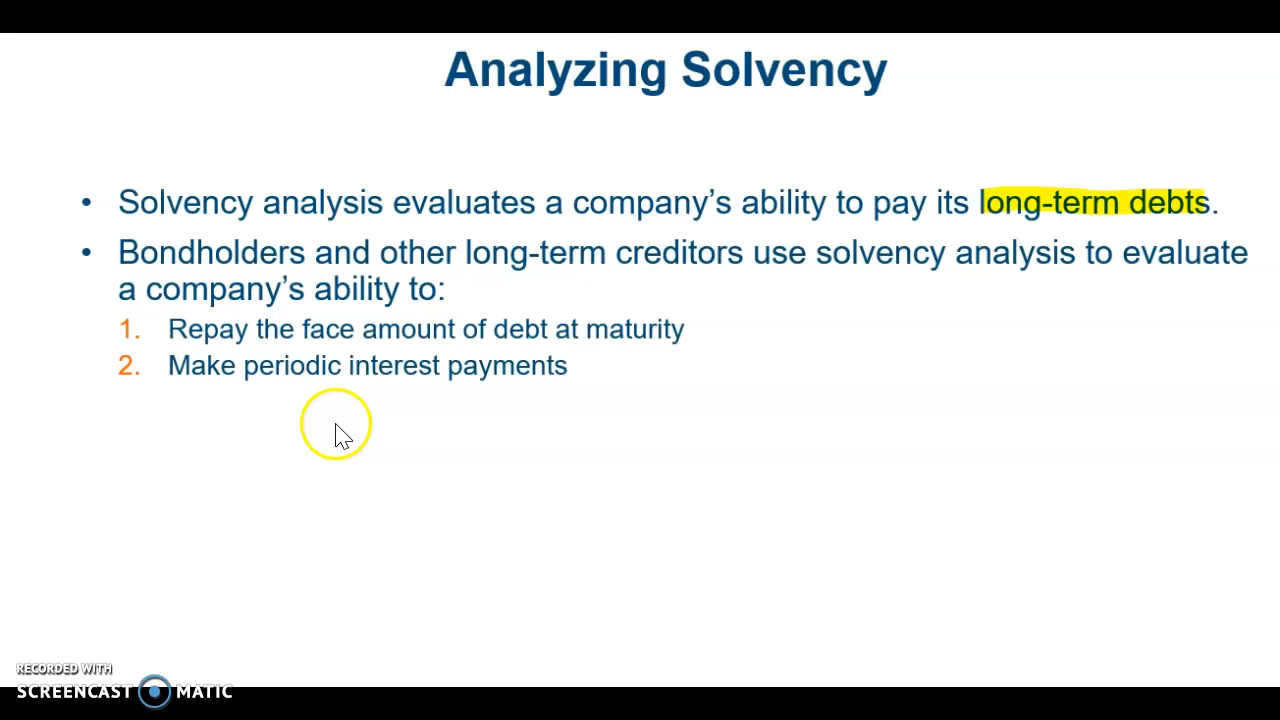 Analyzing Solvency
• Solvency analysis evaluates a company's ability to pay its long-term debts.
• Bondholders and other long-term creditors use solvency analysis to evaluate
a company's ability to:
1. Repay the face amount of debt at maturity
2. Make periodic interest payments
RECORDED WITH
SCREENCAST MATIC